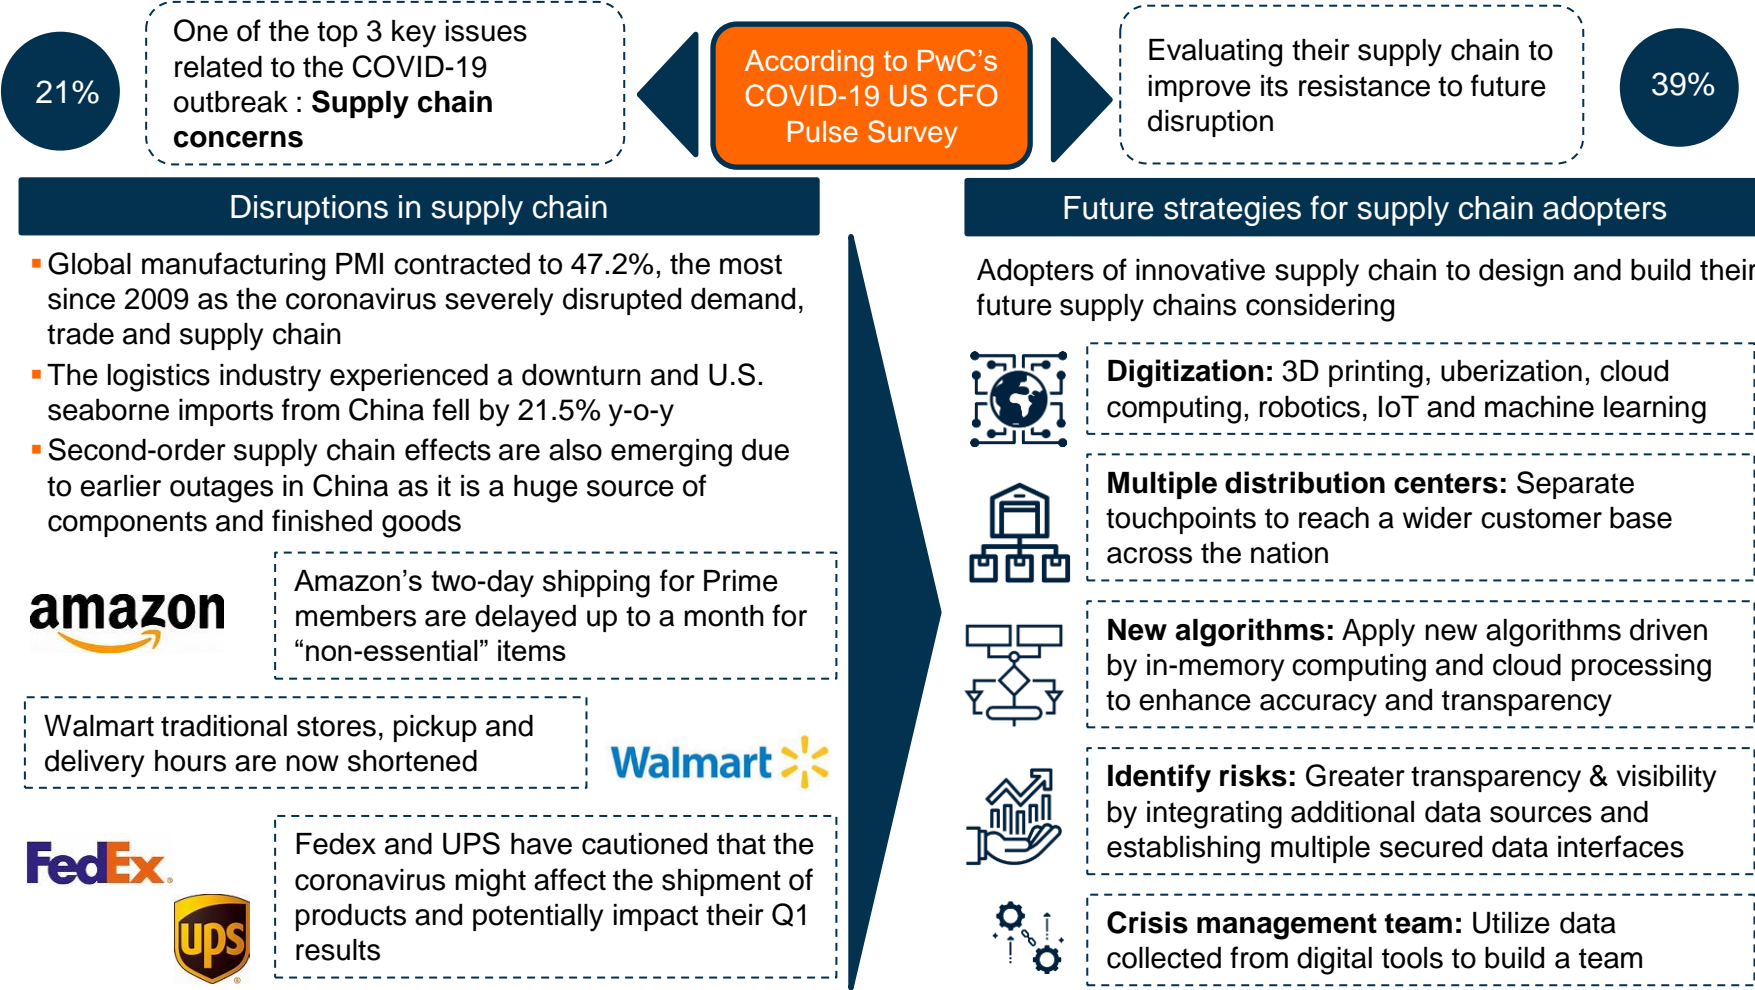 21%
One of the top 3 key issues
related to the COVID-19
outbreak : Supply chain
concerns
According to PwC's
COVID-19 US CFO
Pulse Survey
Evaluating their supply chain to
improve its resistance to future
disruption
39%
Disruptions in supply chain
Global manufacturing PMI contracted to 47.2%, the most
since 2009 as the coronavirus severely disrupted demand,
trade and supply chain
The logistics industry experienced a downturn and U.S.
seaborne imports from China fell by 21.5% y-o-y
Second-order supply chain effects are also emerging due
to earlier outages in China as it is a huge source of
components and finished goods
amazon
Amazon’s two-day shipping for Prime
members are delayed up to a month for
“non-essential” items
Walmart traditional stores, pickup and
delivery hours are now shortened
Walmart
FedEx
ups
Fedex and UPS have cautioned that the
coronavirus might affect the shipment of
products and potentially impact their Q1
results
Future strategies for supply chain adopters
Adopters of innovative supply chain to design and build their
future supply chains considering
Digitization: 3D printing, uberization, cloud
computing, robotics, IoT and machine learning
Multiple distribution centers: Separate
touchpoints to reach a wider customer base
across the nation
New algorithms: Apply new algorithms driven
by in-memory computing and cloud processing
to enhance accuracy and transparency
Identify risks: Greater transparency & visibility
by integrating additional data sources and
establishing multiple secured data interfaces
Crisis management team: Utilize data
collected from digital tools to build a team